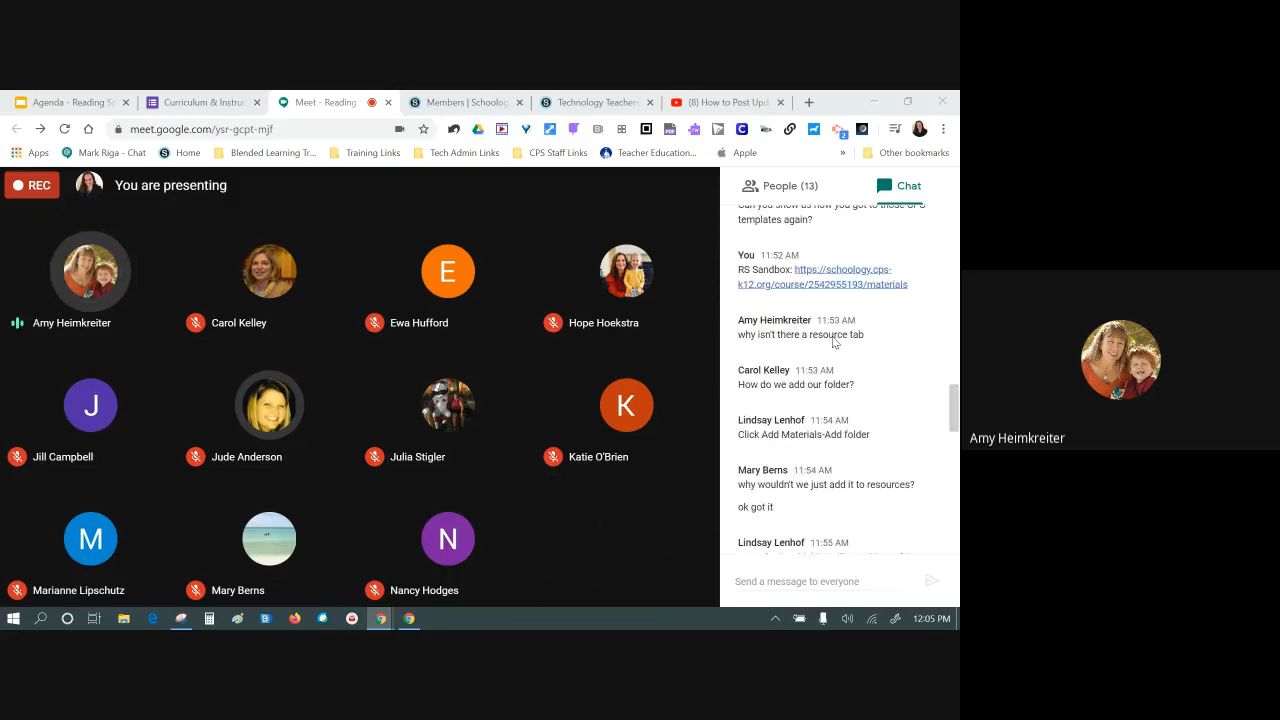 Agenda - Reading Sp
Curriculum & Instruc
Meet - Reading
Members | Schoolog
Technology Teachers
(8) How to Post Upd
meet.google.com/ysr-gcpt-mjf
2
Apps
Mark Riga - Chat
Home
Blended Learning Tr...
Training Links
Tech Admin Links
CPS Staff Links
Teacher Education...
Apple
»
Other bookmarks
REC
You are presenting
People (13)
Chat
templates again?
You 11:52 AM
RS Sandbox: https://schoology.cps-
k12.org/course/2542955193/materials
Amy Heimkreiter 11:53 AM
why isn't there a resource tab
Carol Kelley 11:53 AM
How do we add our folder?
Lindsay Lenhof 11:54 AM
Click Add Materials-Add folder
Mary Berns 11:54 AM
why wouldn't we just add it to resources?
ok got it
Lindsay Lenhof 11:55 AM
Send a message to everyone
Amy Heimkreiter
Carol Kelley
E
Ewa Hufford
Hope Hoekstra
J
Jill Campbell
Jude Anderson
Julia Stigler
K
Katie O'Brien
M
Marianne Lipschutz
Mary Berns
N
Nancy Hodges
12:05 PM
Amy Heimkreiter